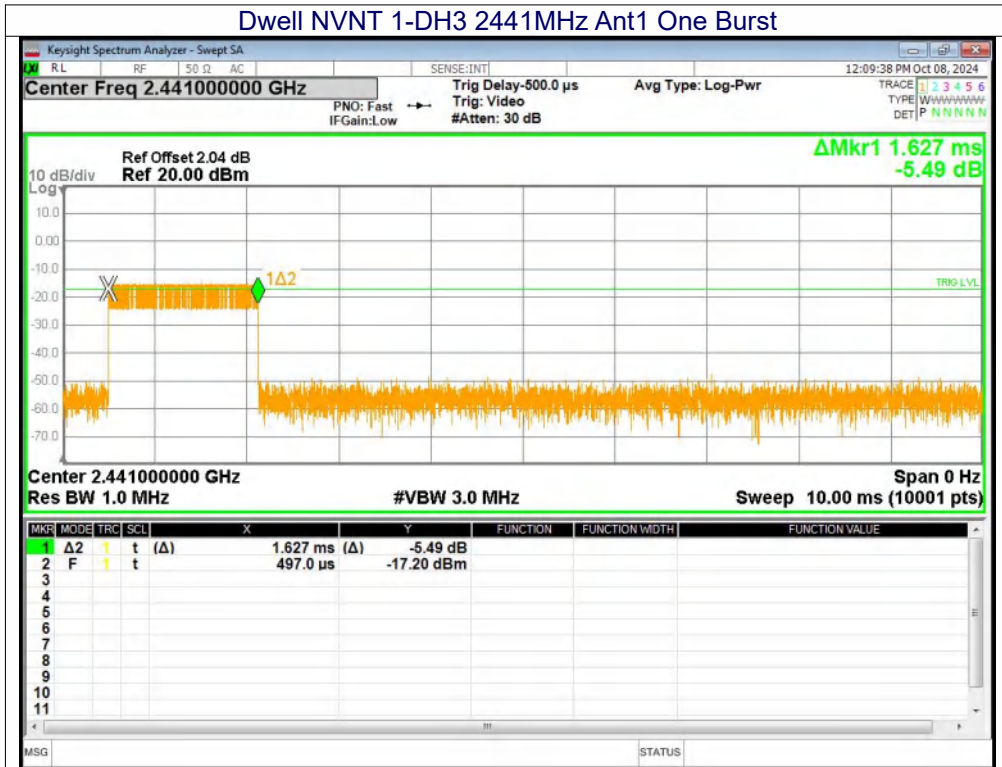 Dwell NVNT 1-DH3 2441MHz Ant1 One Burst
Keysight Spectrum Analyzer - Swept SA
LXI RL RF 50 Ω AC SENSE:INT 12:09:38 PM Oct 08, 2024
Center Freq 2.441000000 GHz Trig Delay-500.0 µs Avg Type: Log-Pwr TRACE 1 2 3 4 5 6
PNO: Fast Trig: Video TYPE WWWWWWW
IFGain:Low #Atten: 30 dB DET P N N N N N
ΔMkr1 1.627 ms
-5.49 dB
Ref Offset 2.04 dB
10 dB/div Ref 20.00 dBm
Log
10.0
0.00
-10.0
1Δ2
TRIG LVL
-20.0
-30.0
-40.0
-50.0
-60.0
-70.0
Center 2.441000000 GHz Span 0 Hz
Res BW 1.0 MHz #VBW 3.0 MHz Sweep 10.00 ms (10001 pts)
MKR MODE TRC SCL X Y FUNCTION FUNCTION WIDTH FUNCTION VALUE
1 Δ2 1 t (Δ) 1.627 ms (Δ) -5.49 dB
2 F 1 t 497.0 µs -17.20 dBm
3
4
5
6
7
8
9
10
11
MSG STATUS